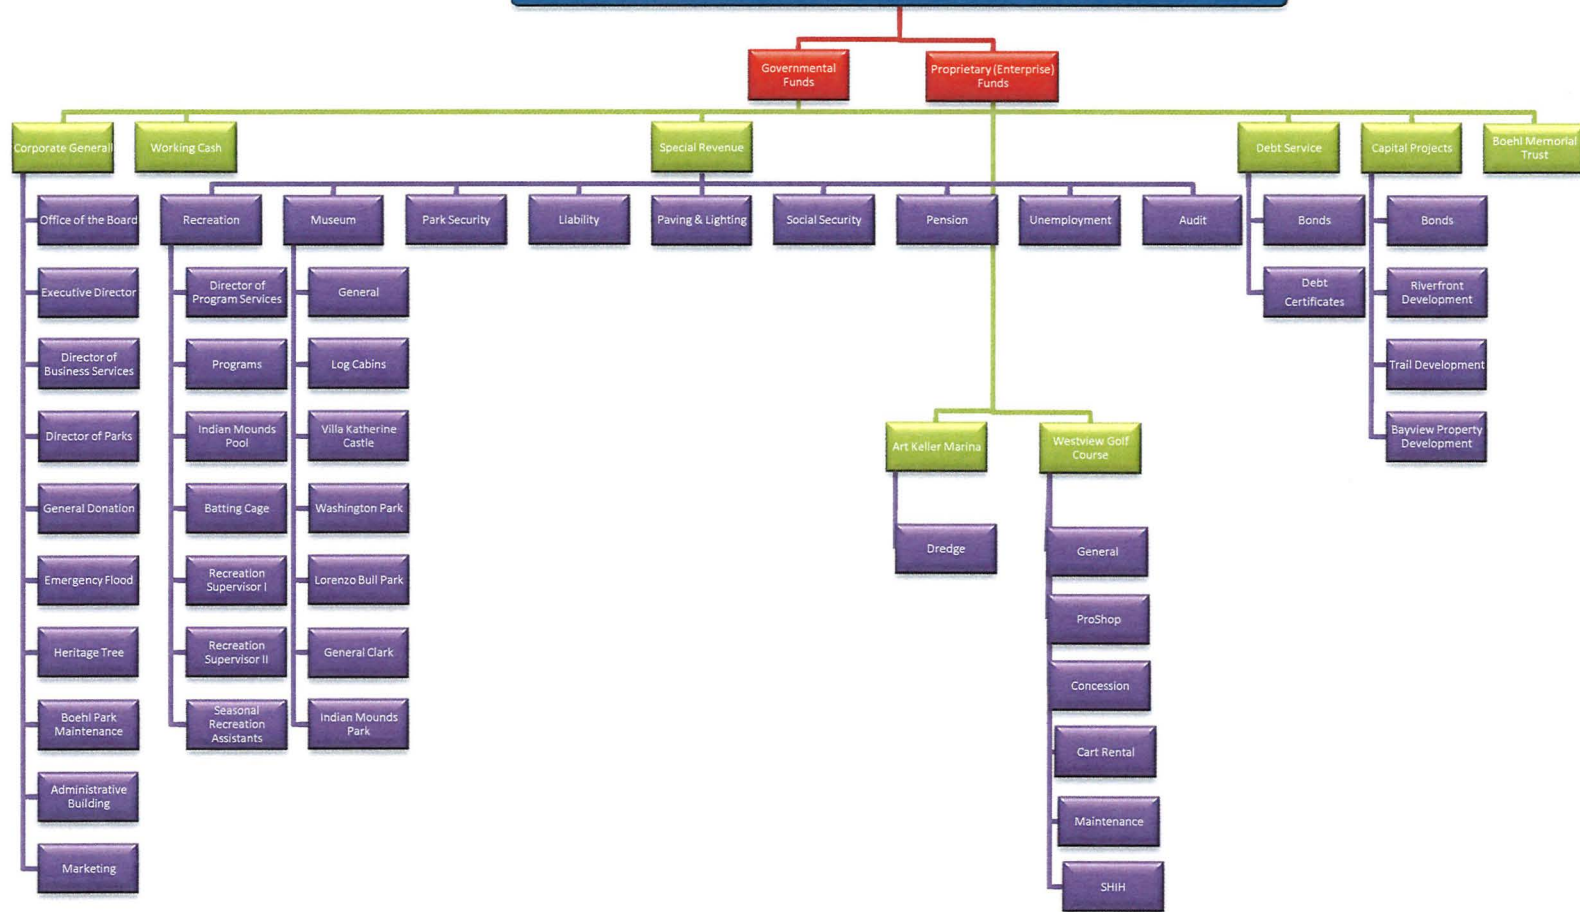 Governmental
Funds
Proprietary (Enterprise)
Funds
Corporate General
Working Cash
Special Revenue
Debt Service
Capital Projects
Boehl Memorial
Trust
Office of the Board
Recreation
Museum
Park Security
Liability
Paving & Lighting
Social Security
Pension
Unemployment
Audit
Bonds
Bonds
Executive Director
Director of
Program Services
General
Debt
Certificates
Riverfront
Development
Director of
Business Services
Programs
Log Cabins
Trail Development
Director of Parks
Indian Mounds
Pool
Villa Katherine
Castle
Art Keller Marina
Westview Golf
Course
Bayview Property
Development
General Donation
Batting Cage
Washington Park
Dredge
General
Emergency Flood
Recreation
Supervisor I
Lorenzo Bull Park
ProShop
Heritage Tree
Recreation
Supervisor II
General Clark
Concession
Boehl Park
Maintenance
Seasonal
Recreation
Assistants
Indian Mounds
Park
Cart Rental
Administrative
Building
Maintenance
Marketing
SHIH